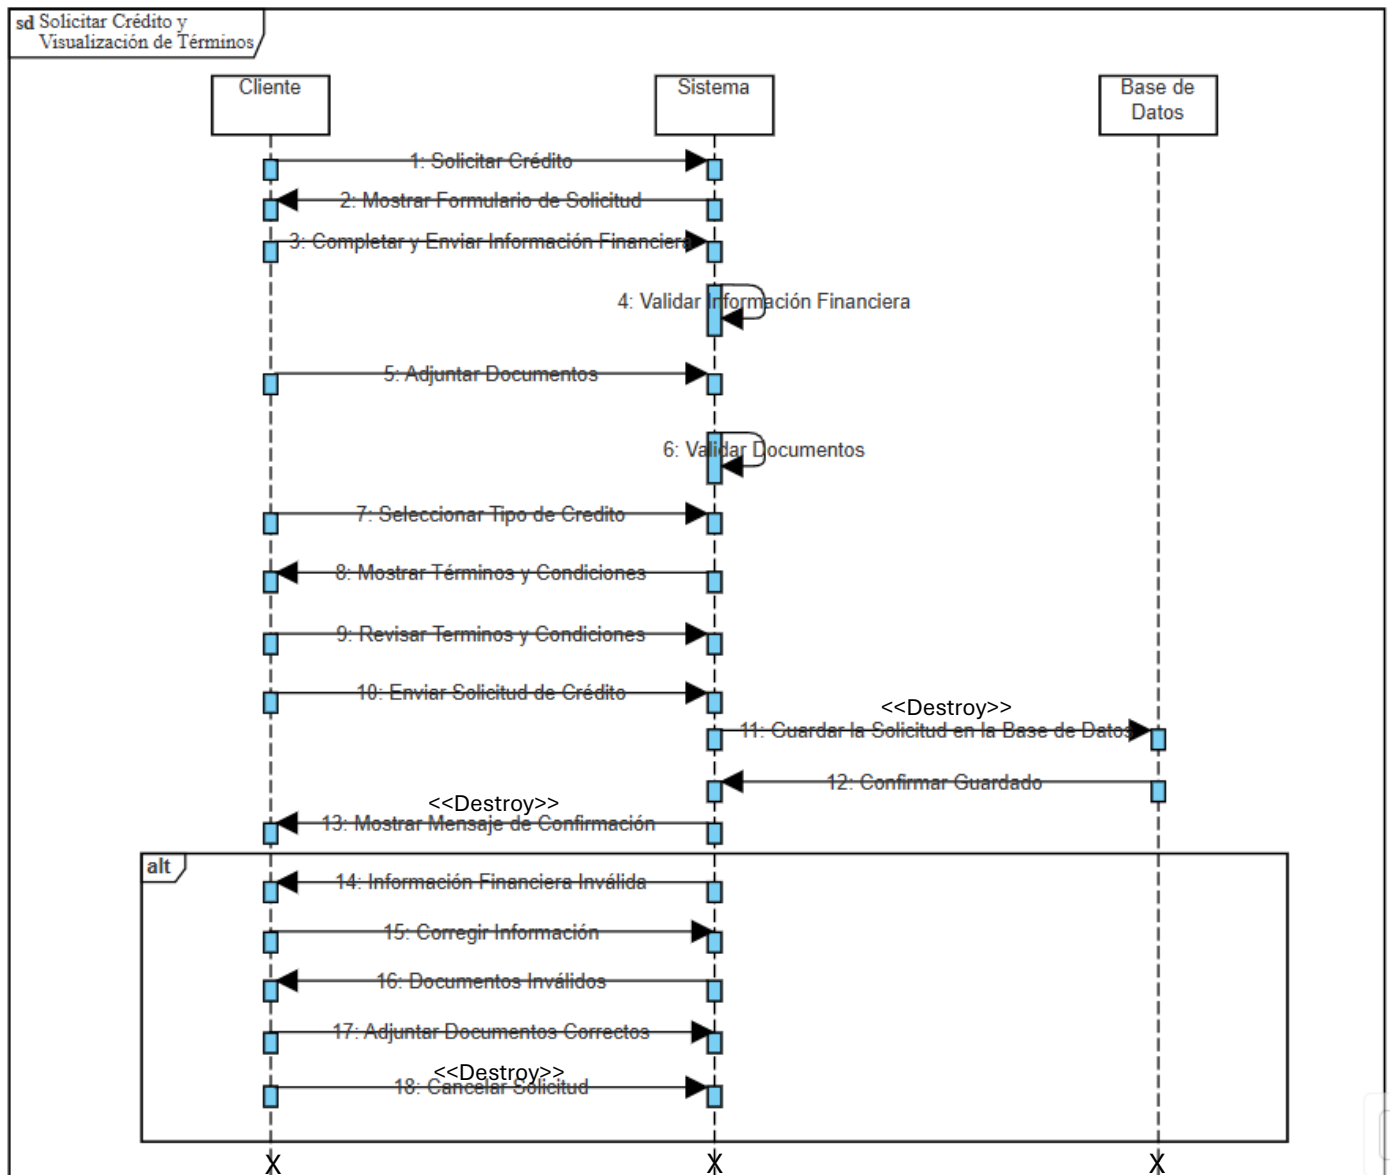 sd Solicitar Crédito y
Visualización de Términos
Cliente
Sistema
Base de
Datos
1: Solicitar Crédito
2: Mostrar Formulario de Solicitud
3: Completar y Enviar Información Financiera
4: Validar Información Financiera
5: Adjuntar Documentos
6: Validar Documentos
7: Seleccionar Tipo de Credito
8: Mostrar Términos y Condiciones
9: Revisar Terminos y Condiciones
10: Enviar Solicitud de Crédito
<<Destroy>>
11: Guardar la Solicitud en la Base de Datos
12: Confirmar Guardado
<<Destroy>>
13: Mostrar Mensaje de Confirmación
alt
14: Información Financiera Inválida
15: Corregir Información
16: Documentos Inválidos
17: Adjuntar Documentos Correctos
<<Destroy>>
18: Cancelar Solicitud
X X X